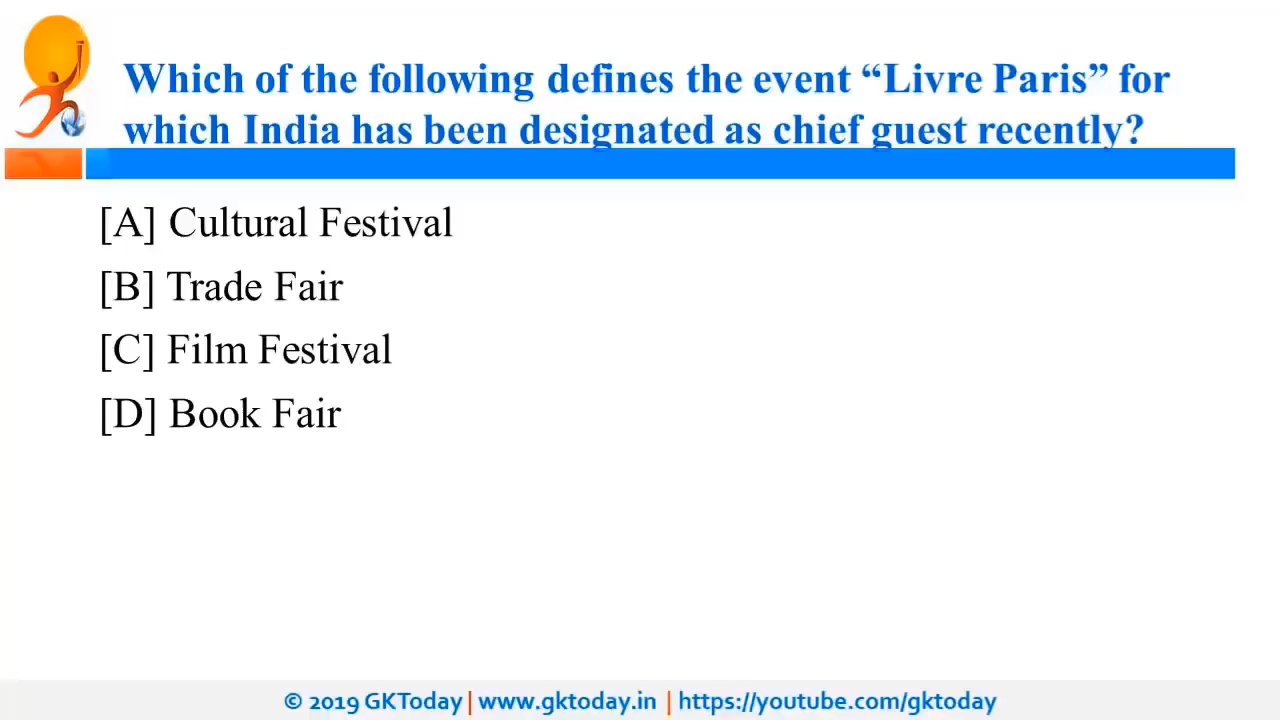 Which of the following defines the event “Livre Paris” for
which India has been designated as chief guest recently?
[A] Cultural Festival
[B] Trade Fair
[C] Film Festival
[D] Book Fair
© 2019 GKToday | www.gktoday.in | https://youtube.com/gktoday